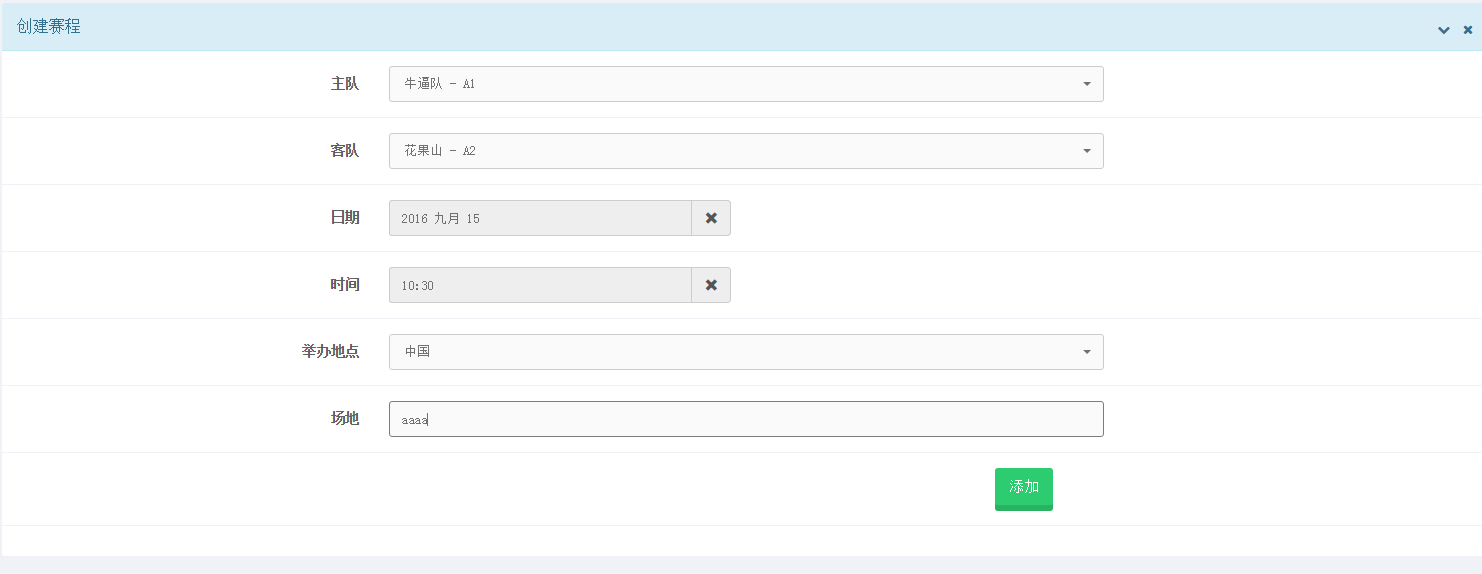 创建赛程
主队 牛逼队 - A1
客队 花果山 - A2
日期 2016 九月 15
时间 10:30
举办地点 中国
场地 aaaa
添加